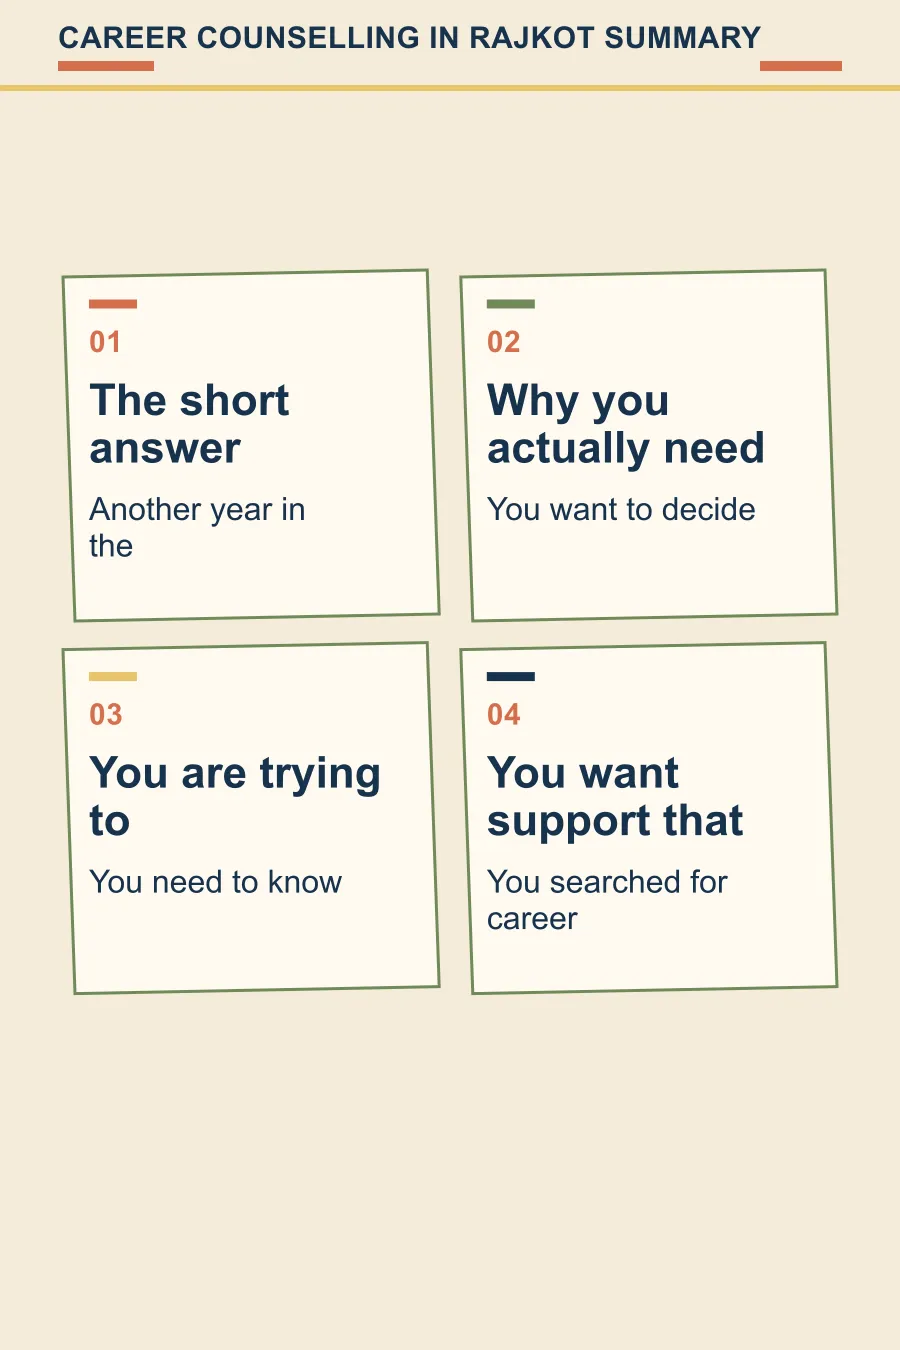 CAREER COUNSELLING IN RAJKOT SUMMARY
01
The short
answer
Another year in
the
02
Why you
actually need
You want to decide
03
You are trying
to
You need to know
04
You want
support that
You searched for
career